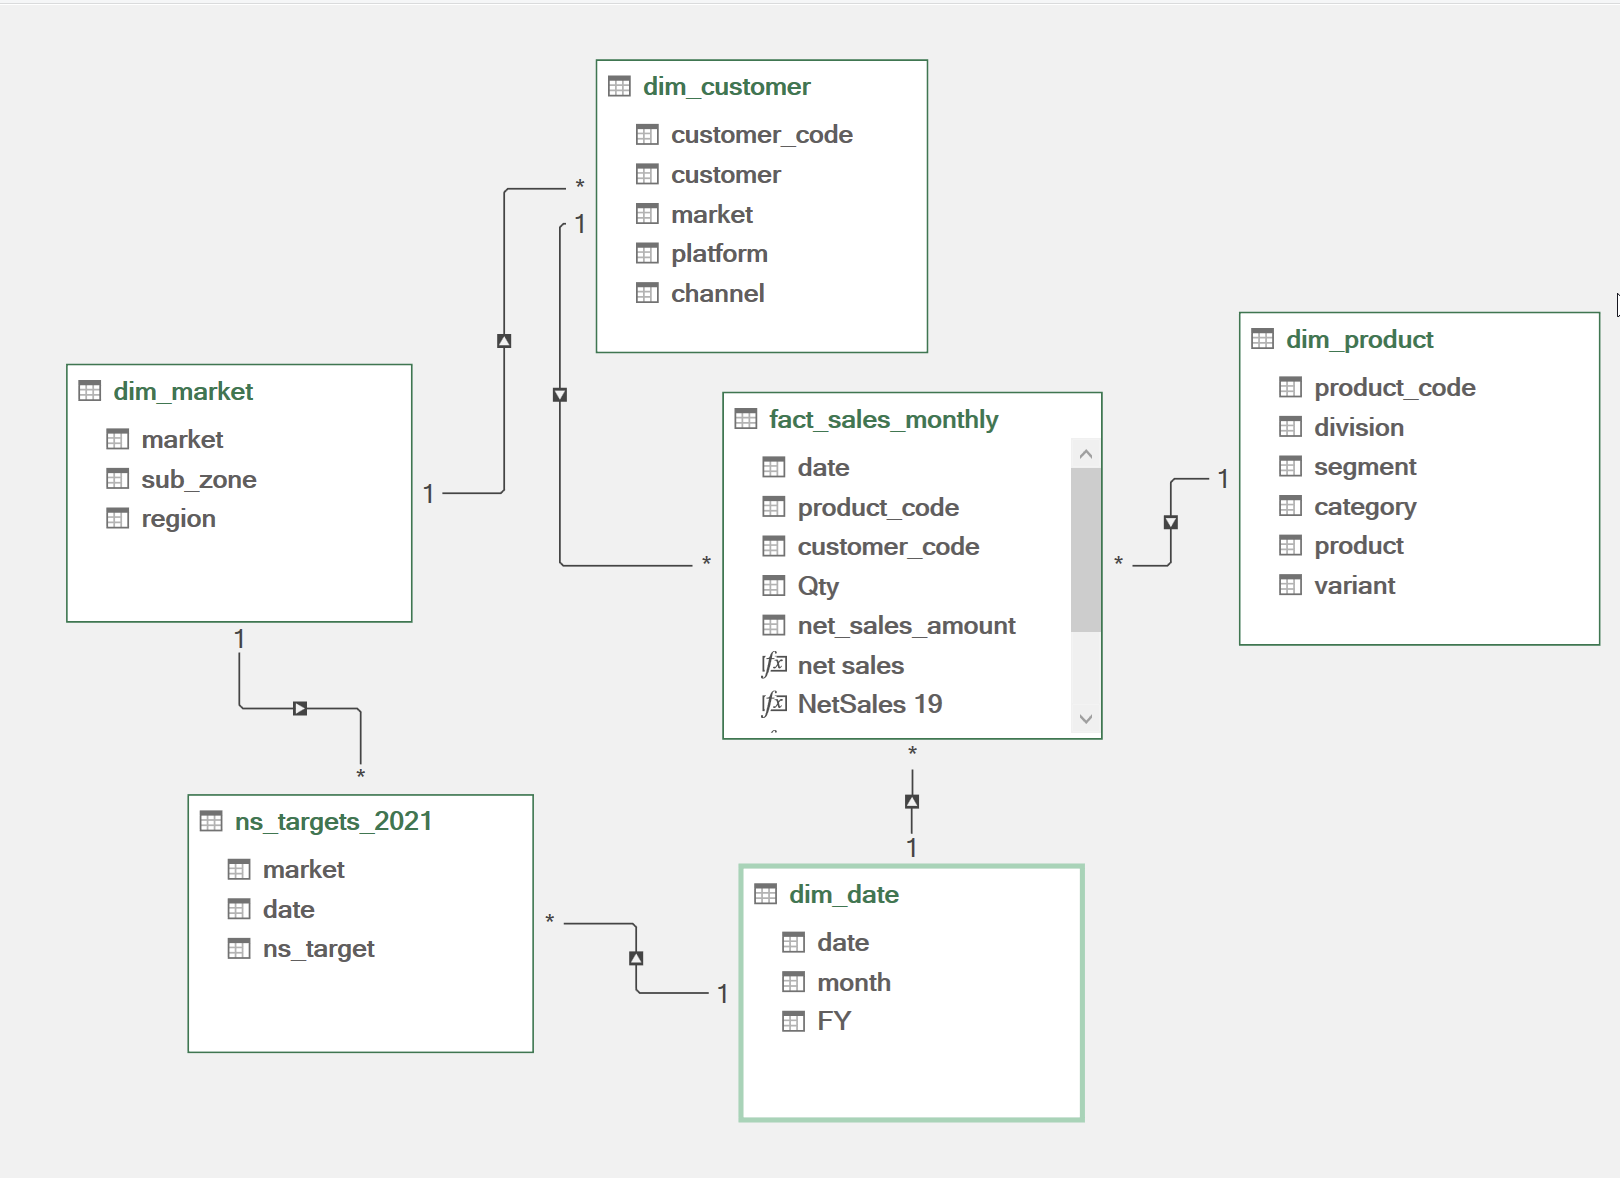 dim_customer
customer_code
customer
market
platform
channel
*
1
dim_market
market
sub_zone
region
1
1
*
fact_sales_monthly
date
product_code
customer_code
Qty
net_sales_amount
fx net sales
fx NetSales 19
*
*
*
1
dim_product
product_code
division
segment
category
product
variant
1
ns_targets_2021
market
date
ns_target
*
1
dim_date
date
month
FY